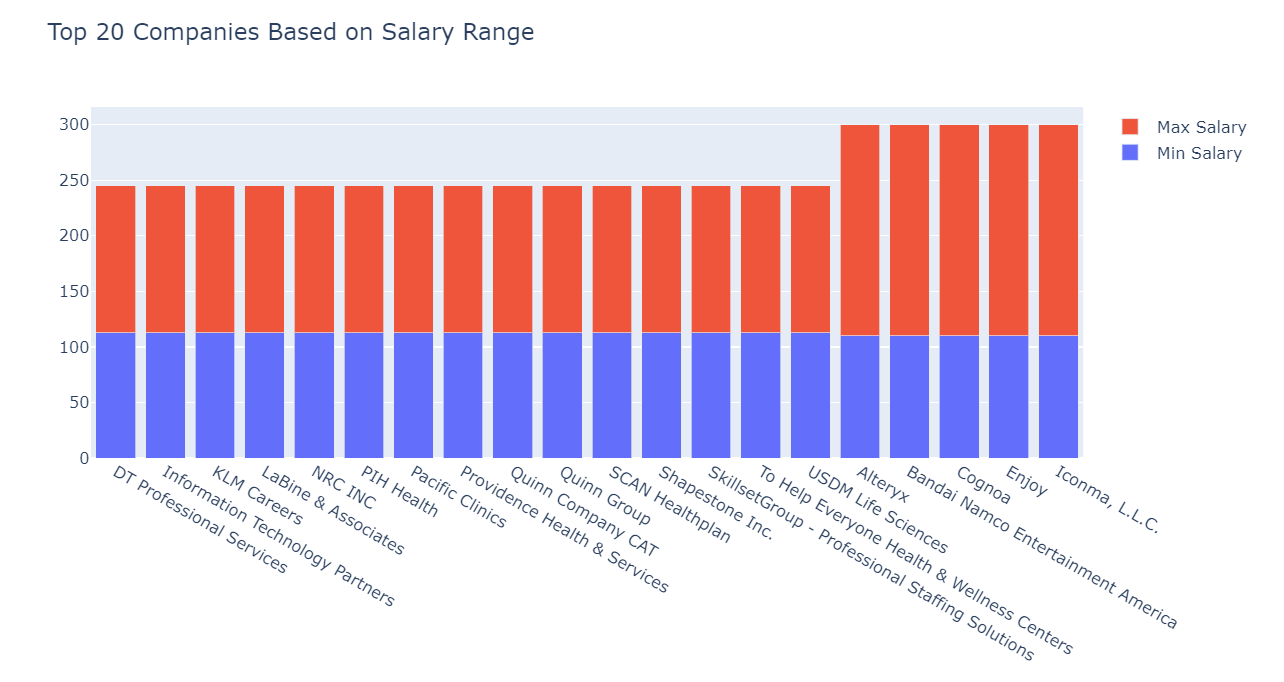 Top 20 Companies Based on Salary Range
300
250
200
150
100
50
0
Max Salary
Min Salary
DT Professional Services
Information Technology Partners
KLM Careers
LaBine & Associates
NRC INC
PIH Health
Pacific Clinics
Providence Health & Services
Quinn Company CAT
Quinn Group
SCAN Healthplan
Shapestone Inc.
SkillsetGroup - Professional Staffing Solutions
To Help Everyone Health & Wellness Centers
USDM Life Sciences
Alteryx
Bandai Namco Entertainment America
Cognoa
Enjoy
Iconma, L.L.C.